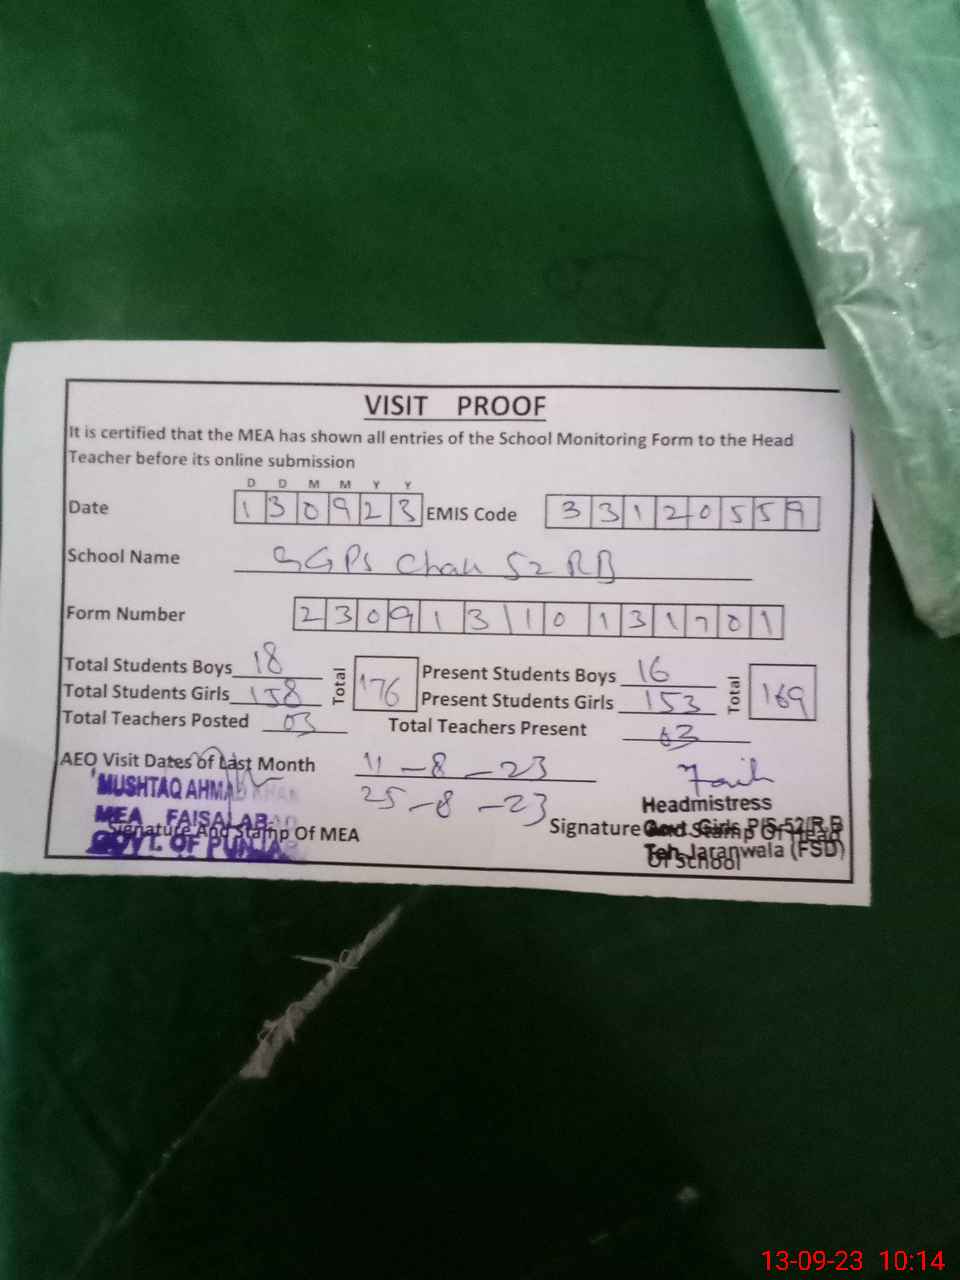 VISIT PROOF
It is certified that the MEA has shown all entries of the School Monitoring Form to the Head
Teacher before its online submission
D D M M Y Y
Date 1 3 0 9 2 3 EMIS Code 3 3 1 2 0 5 5 9
School Name GGPS Chak 52 RB
Form Number 2 3 0 9 1 3 1 1 0 1 3 1 7 0 1
Total Students Boys 18 Total 176 Present Students Boys 16 Total 169
Total Students Girls 158 Present Students Girls 153
Total Teachers Posted 03 Total Teachers Present 03
AEO Visit Dates of Last Month 11-8-23
25-8-23
MUSHTAQ AHMAD KHAN
MEA FAISALABAD
GOVT. OF PUNJAB
Signature And Stamp Of MEA
Headmistress
Govt. Girls P/S-52/R.B
Teh Jaranwala (FSD)
Signature And Stamp Of Head
Of School
13-09-23 10:14